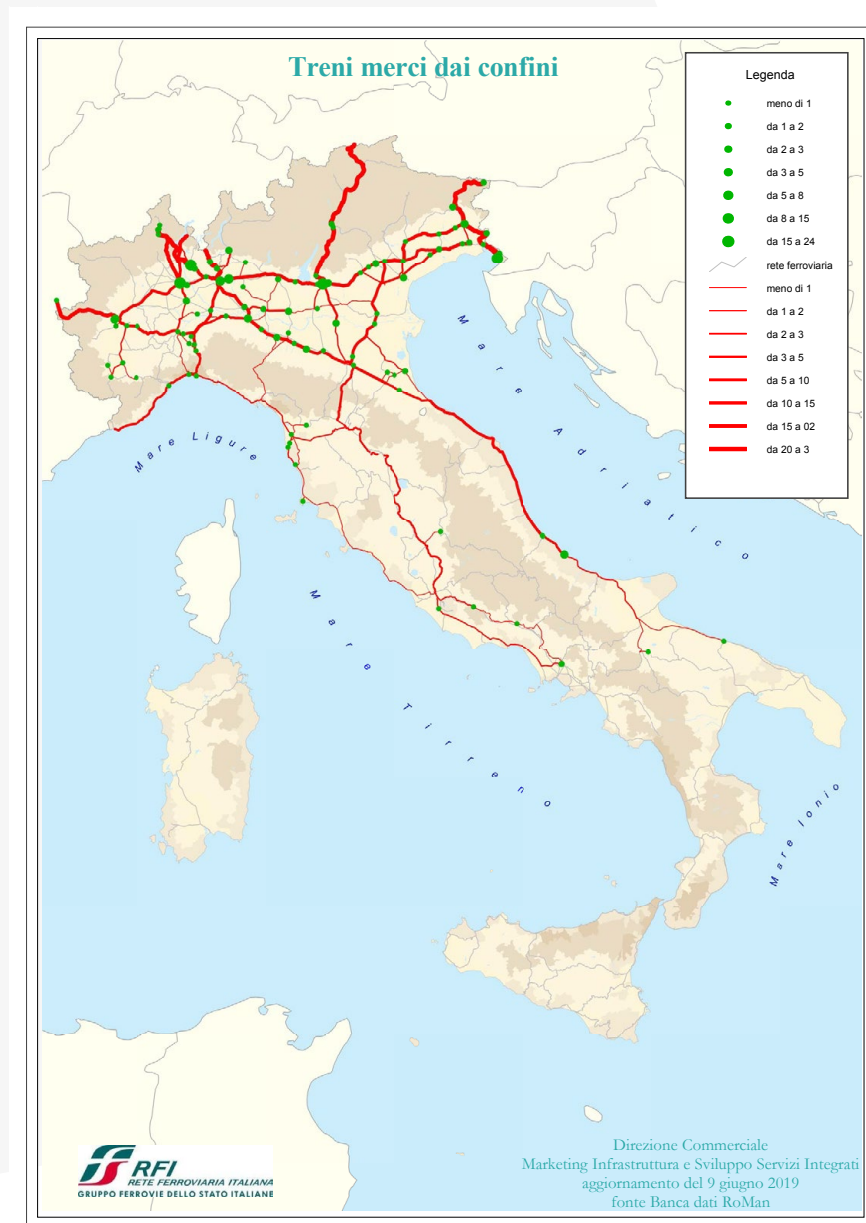 Treni merci dai confini
Legenda
meno di 1
da 1 a 2
da 2 a 3
da 3 a 5
da 5 a 8
da 8 a 15
da 15 a 24
rete ferroviaria
meno di 1
da 1 a 2
da 2 a 3
da 3 a 5
da 5 a 10
da 10 a 15
da 15 a 02
da 20 a 3
Mare Adriatico
Mare Ligure
Mare Tirreno
Mare Ionio
RFI
RETE FERROVIARIA ITALIANA
GRUPPO FERROVIE DELLO STATO ITALIANE
Direzione Commerciale
Marketing Infrastruttura e Sviluppo Servizi Integrati
aggiornamento del 9 giugno 2019
fonte Banca dati RoMan